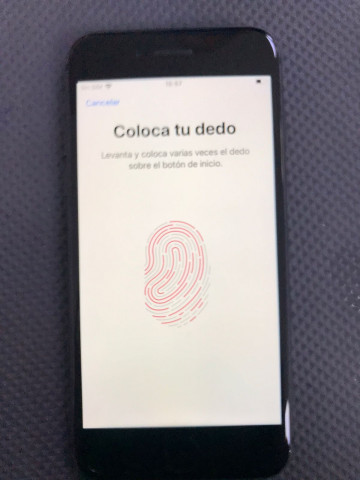 Cancelar
Coloca tu dedo
Levanta y coloca varias veces el dedo
sobre el botón de inicio.